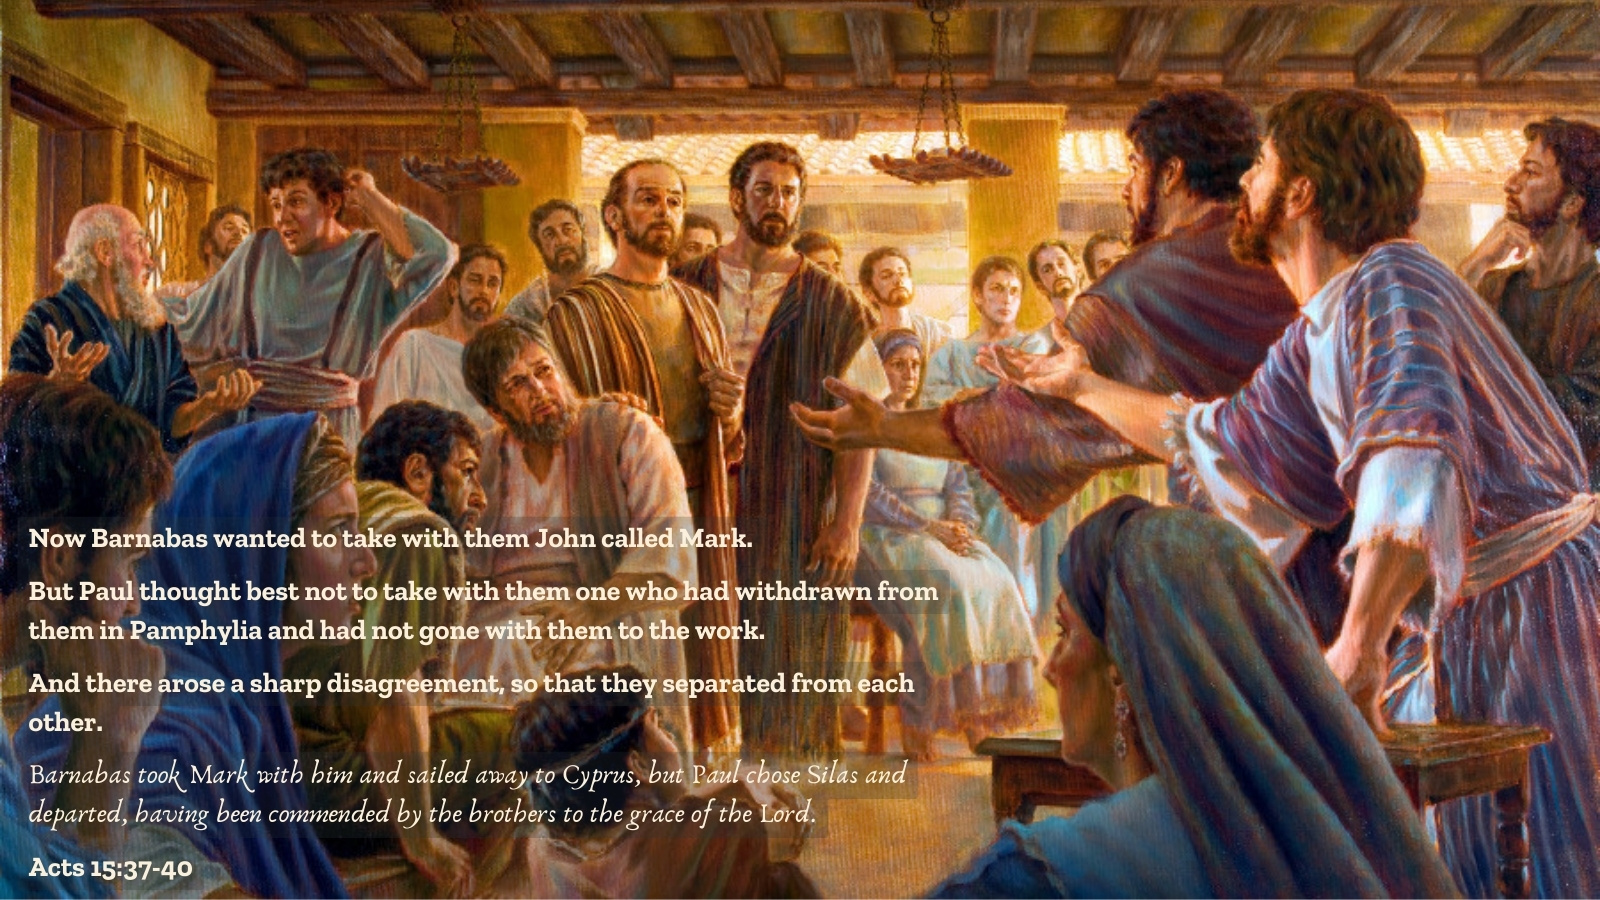 Now Barnabas wanted to take with them John called Mark.
But Paul thought best not to take with them one who had withdrawn from
them in Pamphylia and had not gone with them to the work.
And there arose a sharp disagreement, so that they separated from each
other.
Barnabas took Mark with him and sailed away to Cyprus, but Paul chose Silas and
departed, having been commended by the brothers to the grace of the Lord.
Acts 15:37-40